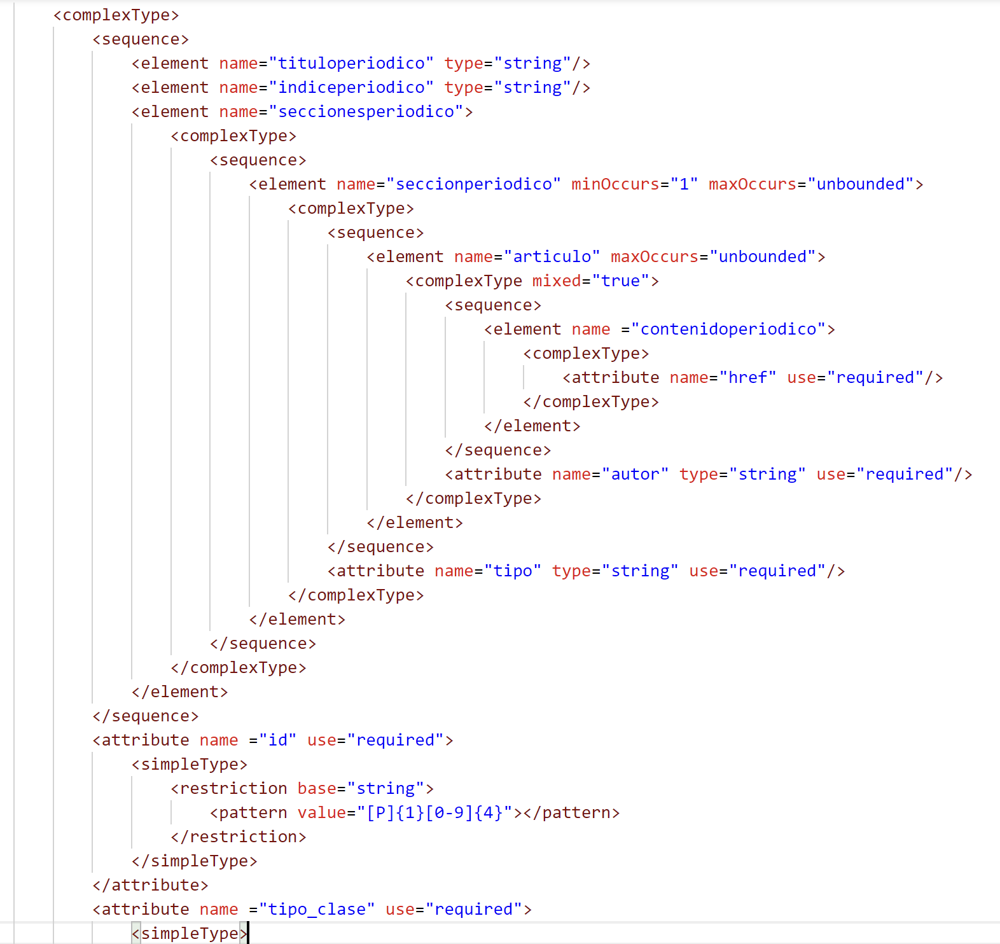 <complexType>
<sequence>
<element name="tituloperiodico" type="string"/>
<element name="indiceperiodico" type="string"/>
<element name="seccionesperiodico">
<complexType>
<sequence>
<element name="seccionperiodico" minOccurs="1" maxOccurs="unbounded">
<complexType>
<sequence>
<element name="articulo" maxOccurs="unbounded">
<complexType mixed="true">
<sequence>
<element name ="contenidoperiodico">
<complexType>
<attribute name="href" use="required"/>
</complexType>
</element>
</sequence>
<attribute name="autor" type="string" use="required"/>
</complexType>
</element>
</sequence>
<attribute name="tipo" type="string" use="required"/>
</complexType>
</element>
</sequence>
</complexType>
</element>
</sequence>
<attribute name ="id" use="required">
<simpleType>
<restriction base="string">
<pattern value="[P]{1}[0-9]{4}"></pattern>
</restriction>
</simpleType>
</attribute>
<attribute name ="tipo_clase" use="required">
<simpleType>